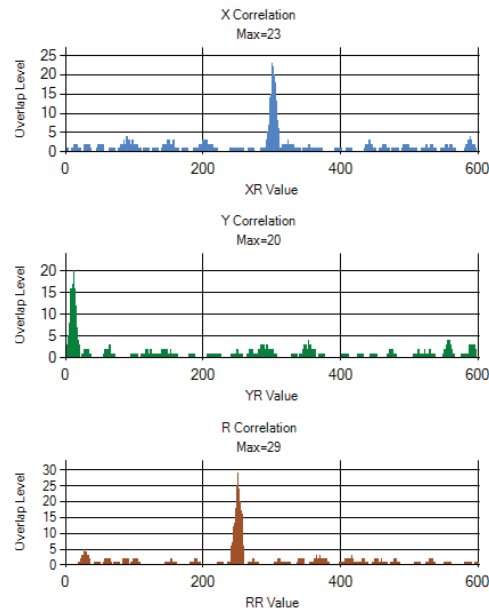 X Correlation
Max=23
25
20
15
10
5
0
Overlap Level
0 200 400 600
XR Value
Y Correlation
Max=20
20
15
10
5
0
Overlap Level
0 200 400 600
YR Value
R Correlation
Max=29
30
25
20
15
10
5
0
Overlap Level
0 200 400 600
RR Value